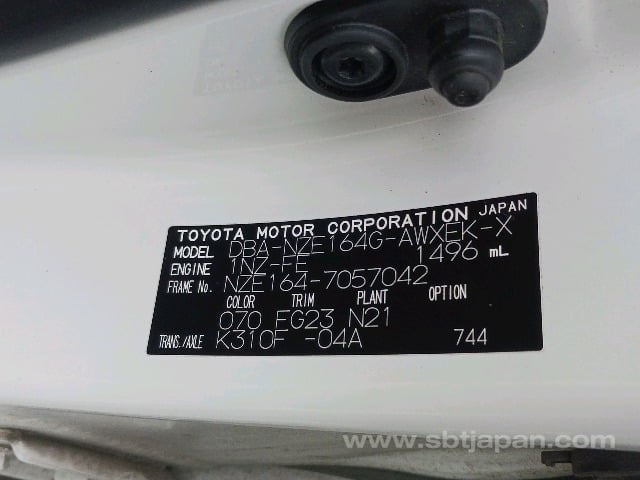 TOYOTA MOTOR CORPORATION JAPAN
MODEL DBA-NZE164G-AWXEK-X
ENGINE 1NZ-FE 1496 mL
FRAME No. NZE164-7057042
COLOR TRIM PLANT OPTION
070 FG23 N21
TRANS./AXLE K310F -04A 744
www.sbtjapan.com